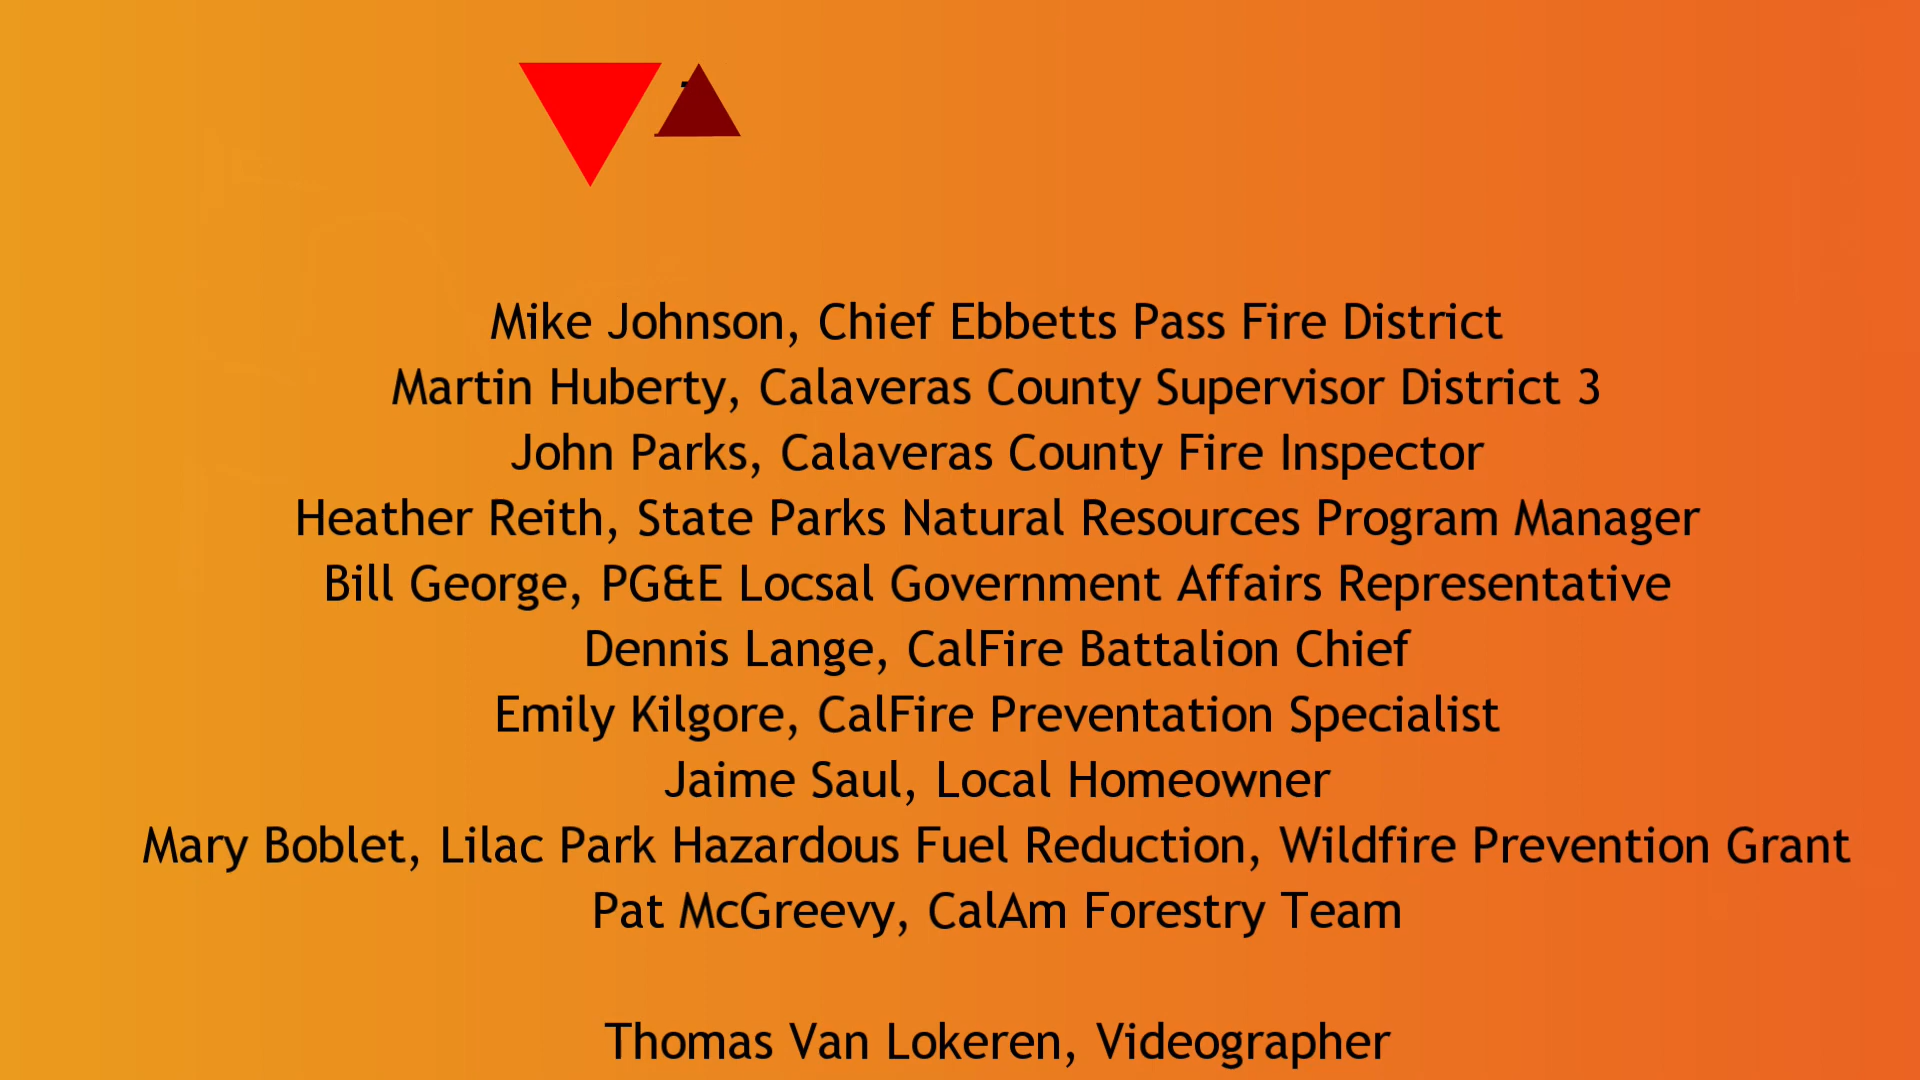 Mike Johnson, Chief Ebbetts Pass Fire District
Martin Huberty, Calaveras County Supervisor District 3
John Parks, Calaveras County Fire Inspector
Heather Reith, State Parks Natural Resources Program Manager
Bill George, PG&E Locsal Government Affairs Representative
Dennis Lange, CalFire Battalion Chief
Emily Kilgore, CalFire Preventation Specialist
Jaime Saul, Local Homeowner
Mary Boblet, Lilac Park Hazardous Fuel Reduction, Wildfire Prevention Grant
Pat McGreevy, CalAm Forestry Team
Thomas Van Lokeren, Videographer